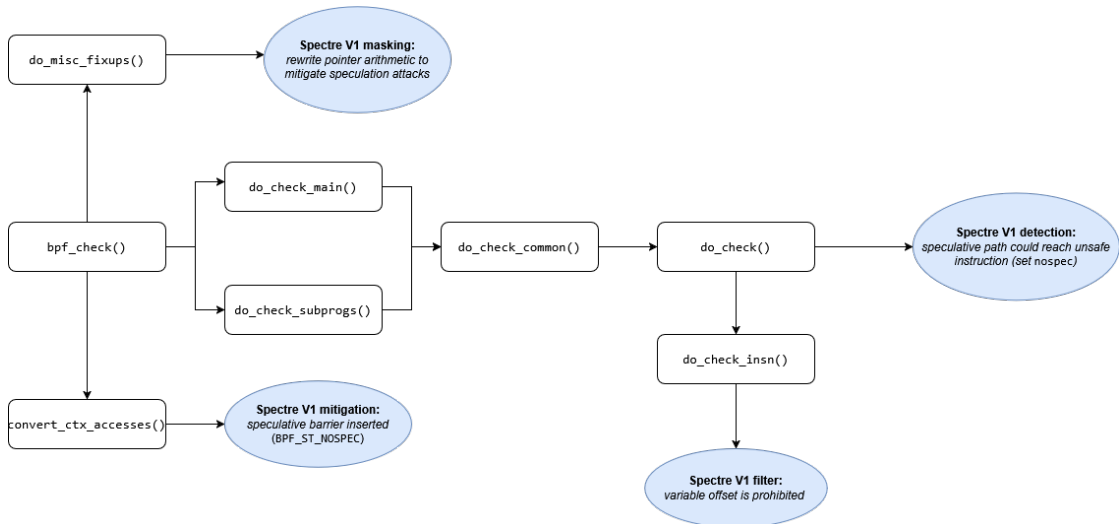 do_misc_fixups()
Spectre V1 masking:
rewrite pointer arithmetic to
mitigate speculation attacks
do_check_main()
bpf_check()
do_check_common()
do_check()
Spectre V1 detection:
speculative path could reach unsafe
instruction (set nospec)
do_check_subprogs()
do_check_insn()
convert_ctx_accesses()
Spectre V1 mitigation:
speculative barrier inserted
(BPF_ST_NOSPEC)
Spectre V1 filter:
variable offset is prohibited